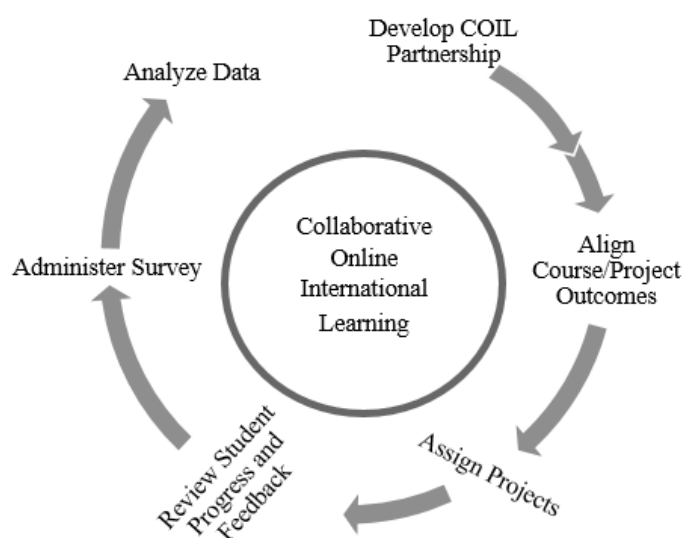 Develop COIL
Partnership
Align
Course/Project
Outcomes
Assign Projects
Review Student
Progress and
Feedback
Administer Survey
Analyze Data
Collaborative
Online
International
Learning